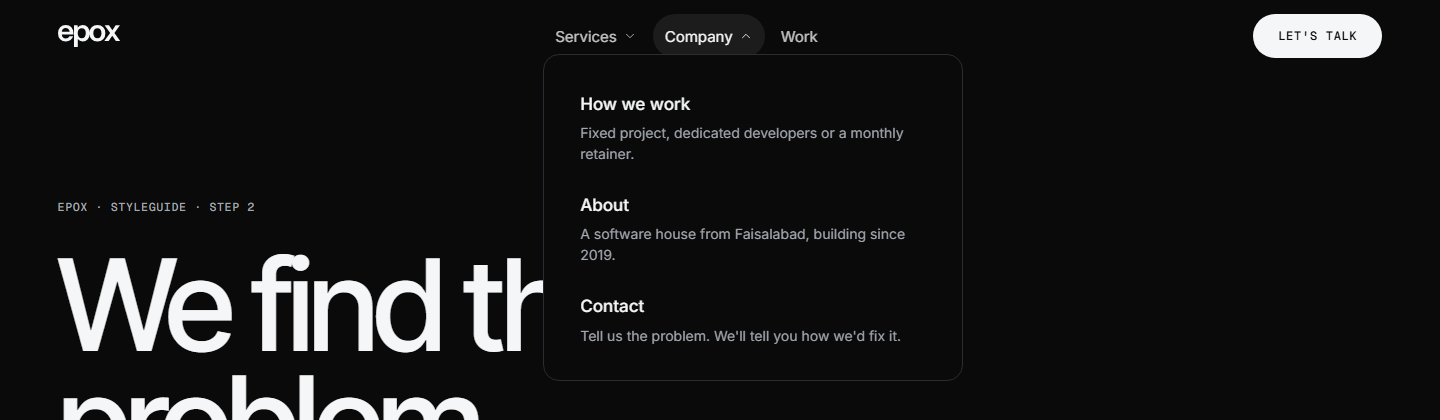 epox
Services
Company
Work
LET'S TALK
How we work
Fixed project, dedicated developers or a monthly
retainer.
About
A software house from Faisalabad, building since
2019.
Contact
Tell us the problem. We'll tell you how we'd fix it.
EPOX · STYLEGUIDE · STEP 2
We find th
problem